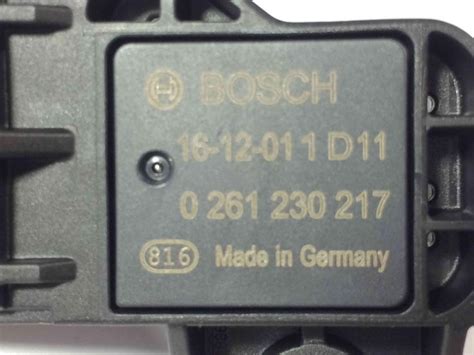 BOSCH
16-12-01 1 D11
0 261 230 217
816 Made in Germany